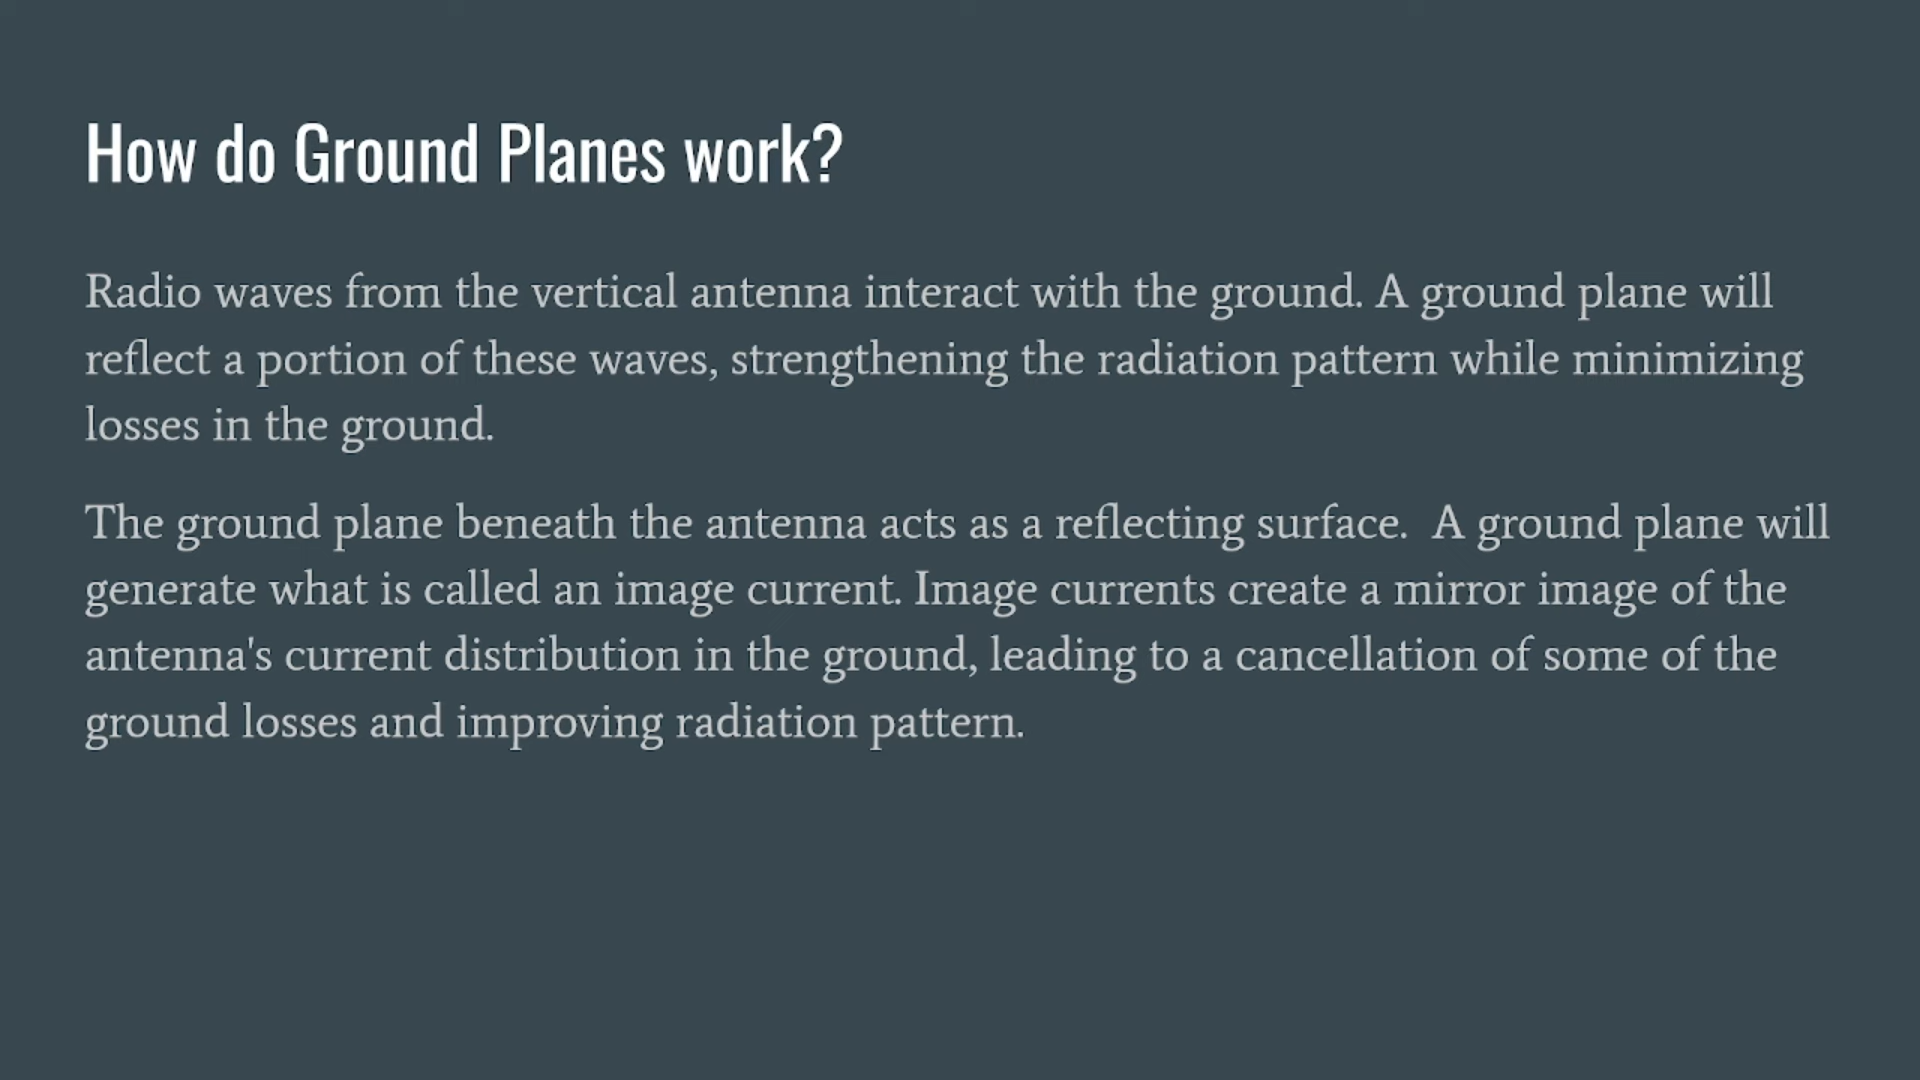 How do Ground Planes work?
Radio waves from the vertical antenna interact with the ground. A ground plane will
reflect a portion of these waves, strengthening the radiation pattern while minimizing
losses in the ground.
The ground plane beneath the antenna acts as a reflecting surface.  A ground plane will
generate what is called an image current. Image currents create a mirror image of the
antenna's current distribution in the ground, leading to a cancellation of some of the
ground losses and improving radiation pattern.